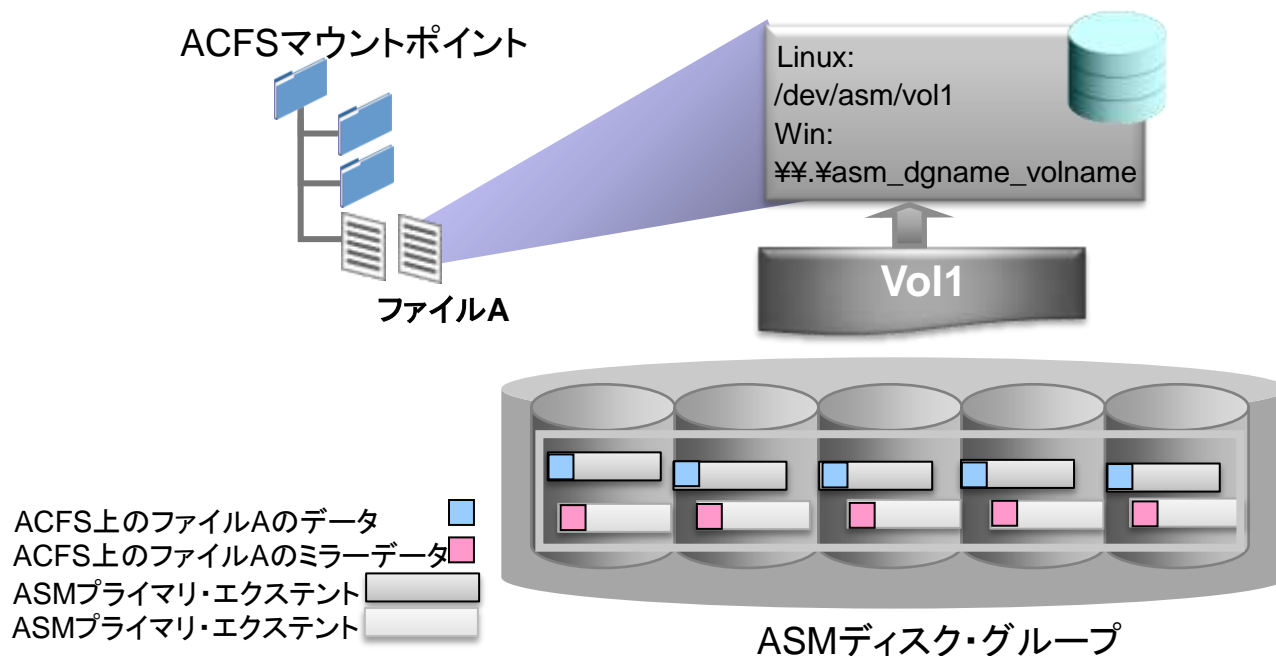 ACFSマウントポイント
Linux:
/dev/asm/vol1
Win:
¥¥.¥asm_dgname_volname
Vol1
ファイルA
ACFS上のファイルAのデータ
ACFS上のファイルAのミラーデータ
ASMプライマリ・エクステント
ASMプライマリ・エクステント
ASMディスク・グループ